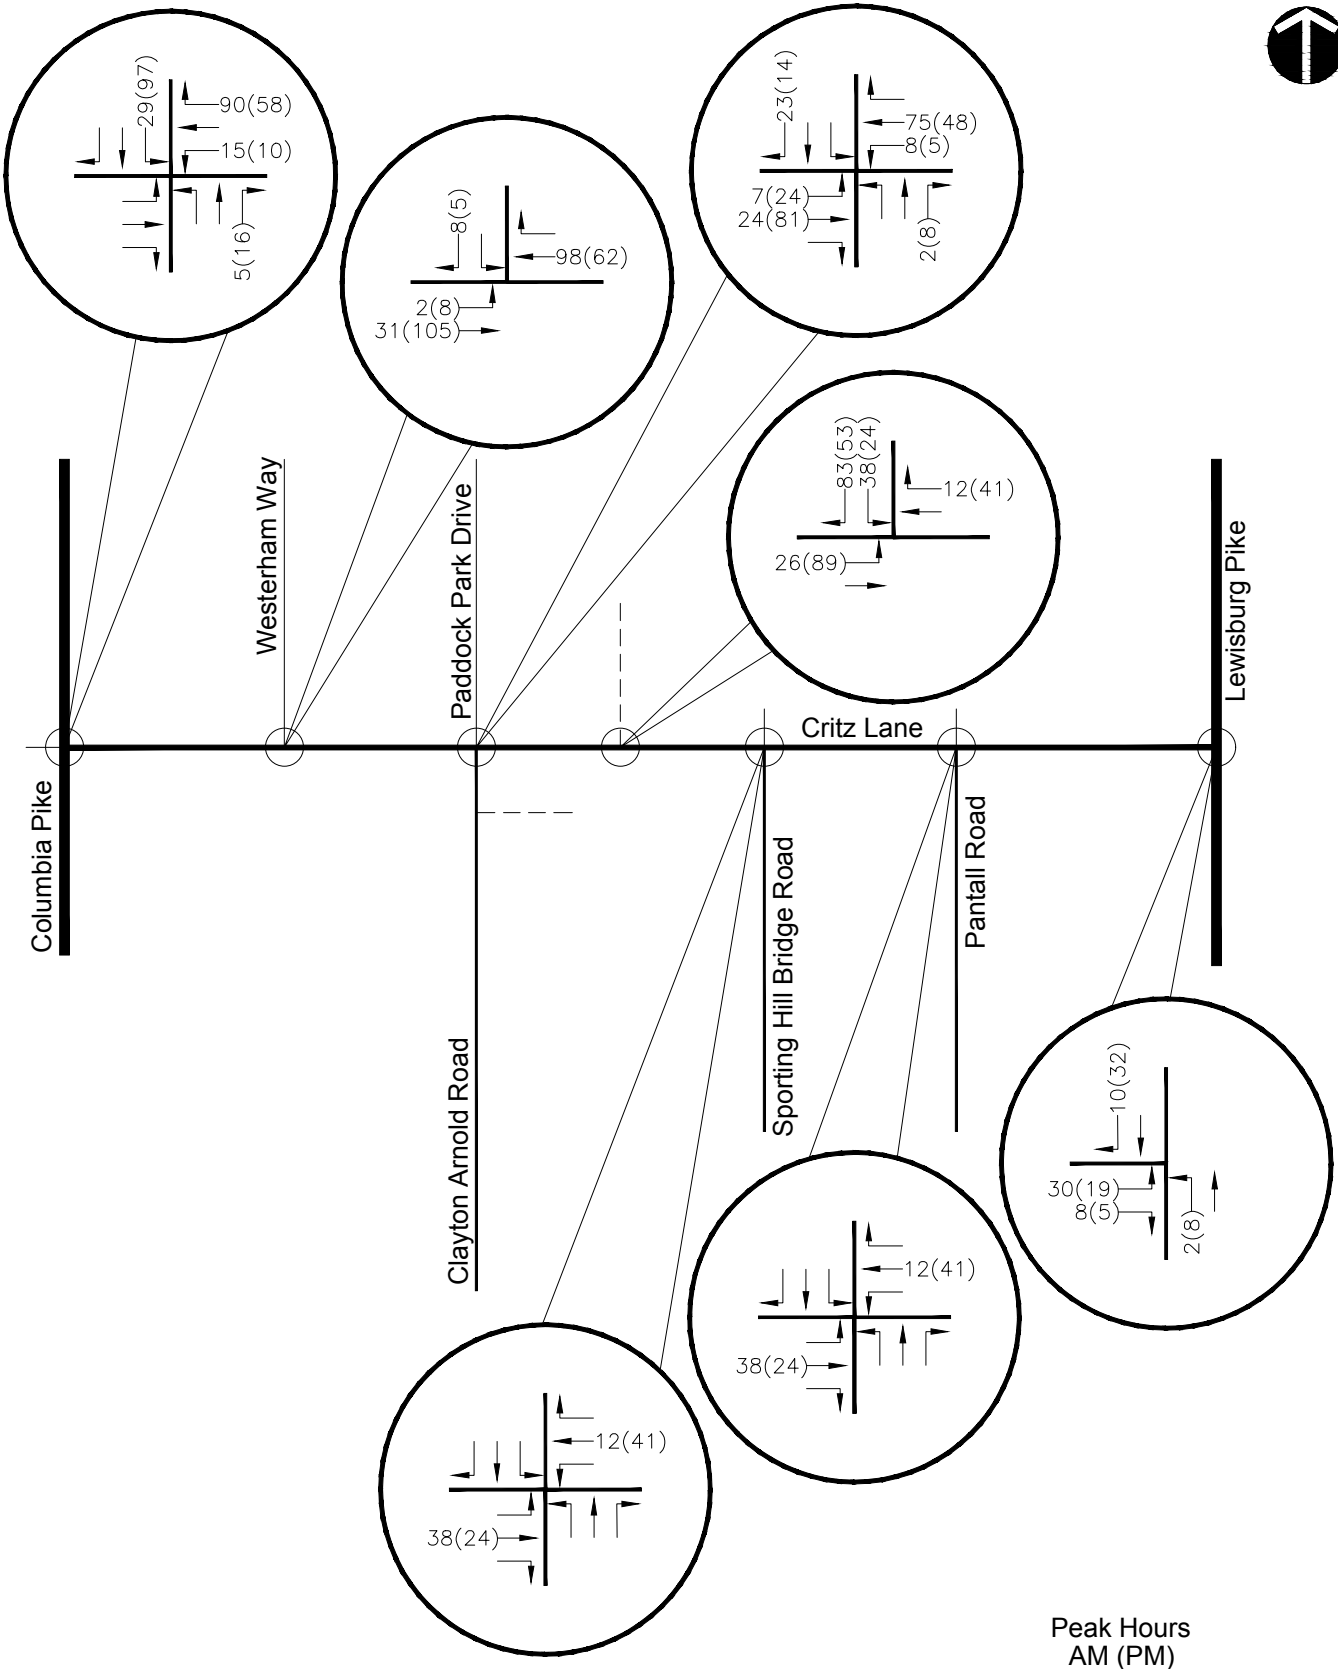 29(97)
90(58)
15(10)
5(16)
8(5)
98(62)
2(8)
31(105)
23(14)
75(48)
8(5)
7(24)
24(81)
2(8)
83(53)
38(24)
12(41)
26(89)
Westerham Way
Paddock Park Drive
Lewisburg Pike
Critz Lane
Columbia Pike
Clayton Arnold Road
Sporting Hill Bridge Road
Pantall Road
10(32)
30(19)
8(5)
2(8)
12(41)
38(24)
12(41)
38(24)
Peak Hours
AM (PM)